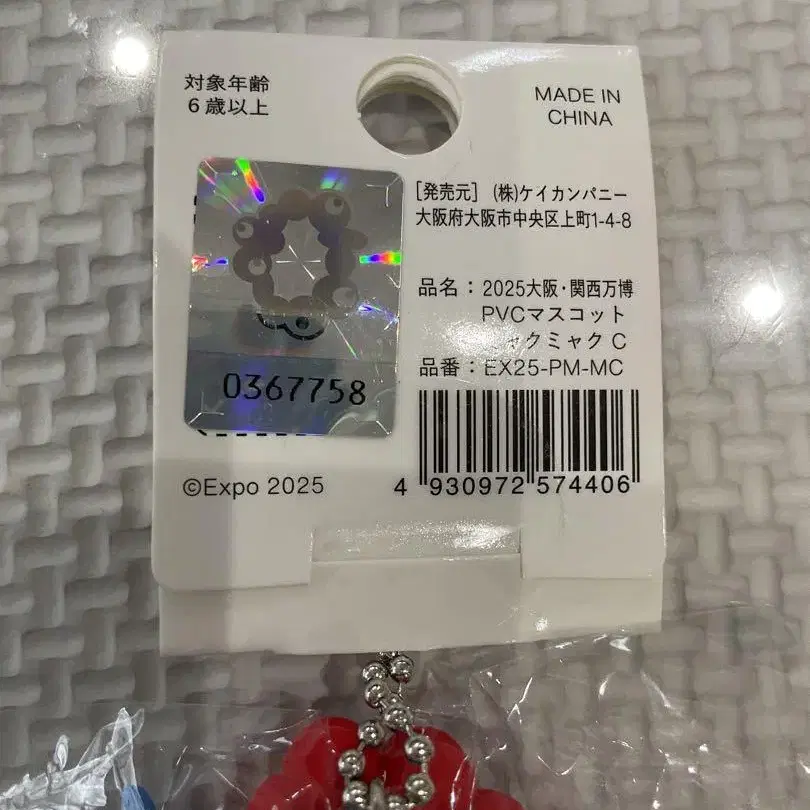 対象年齢
6歳以上
MADE IN
CHINA
[発売元] (株)ケイカンパニー
大阪府大阪市中央区上町1-4-8
品名：2025大阪・関西万博
PVCマスコット
ャクミャク C
品番：EX25-PM-MC
0367758
©Expo 2025
4 930972 574406